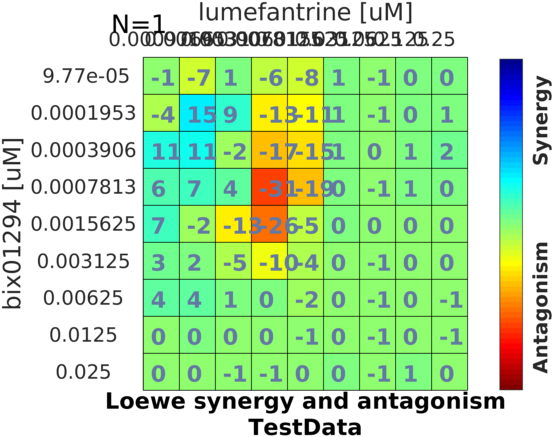 lumefantrine [uM]
N=1
9.77e-05 -1 -7 1 -6 -8 1 -1 0 0
0.0001953 -4 15 9 -13 -11 1 -1 0 1
0.0003906 11 11 -2 -17 -15 1 0 1 2
0.0007813 6 7 4 -31 -19 0 -1 1 0
0.0015625 7 -2 -13 -26 -5 0 0 0 0
0.003125 3 2 -5 -10 -4 0 -1 0 0
0.00625 4 4 1 0 -2 0 -1 0 -1
0.0125 0 0 0 0 -1 0 -1 0 -1
0.025 0 0 -1 -1 0 0 -1 1 0
bix01294 [uM]
Synergy
Antagonism
Loewe synergy and antagonism
TestData